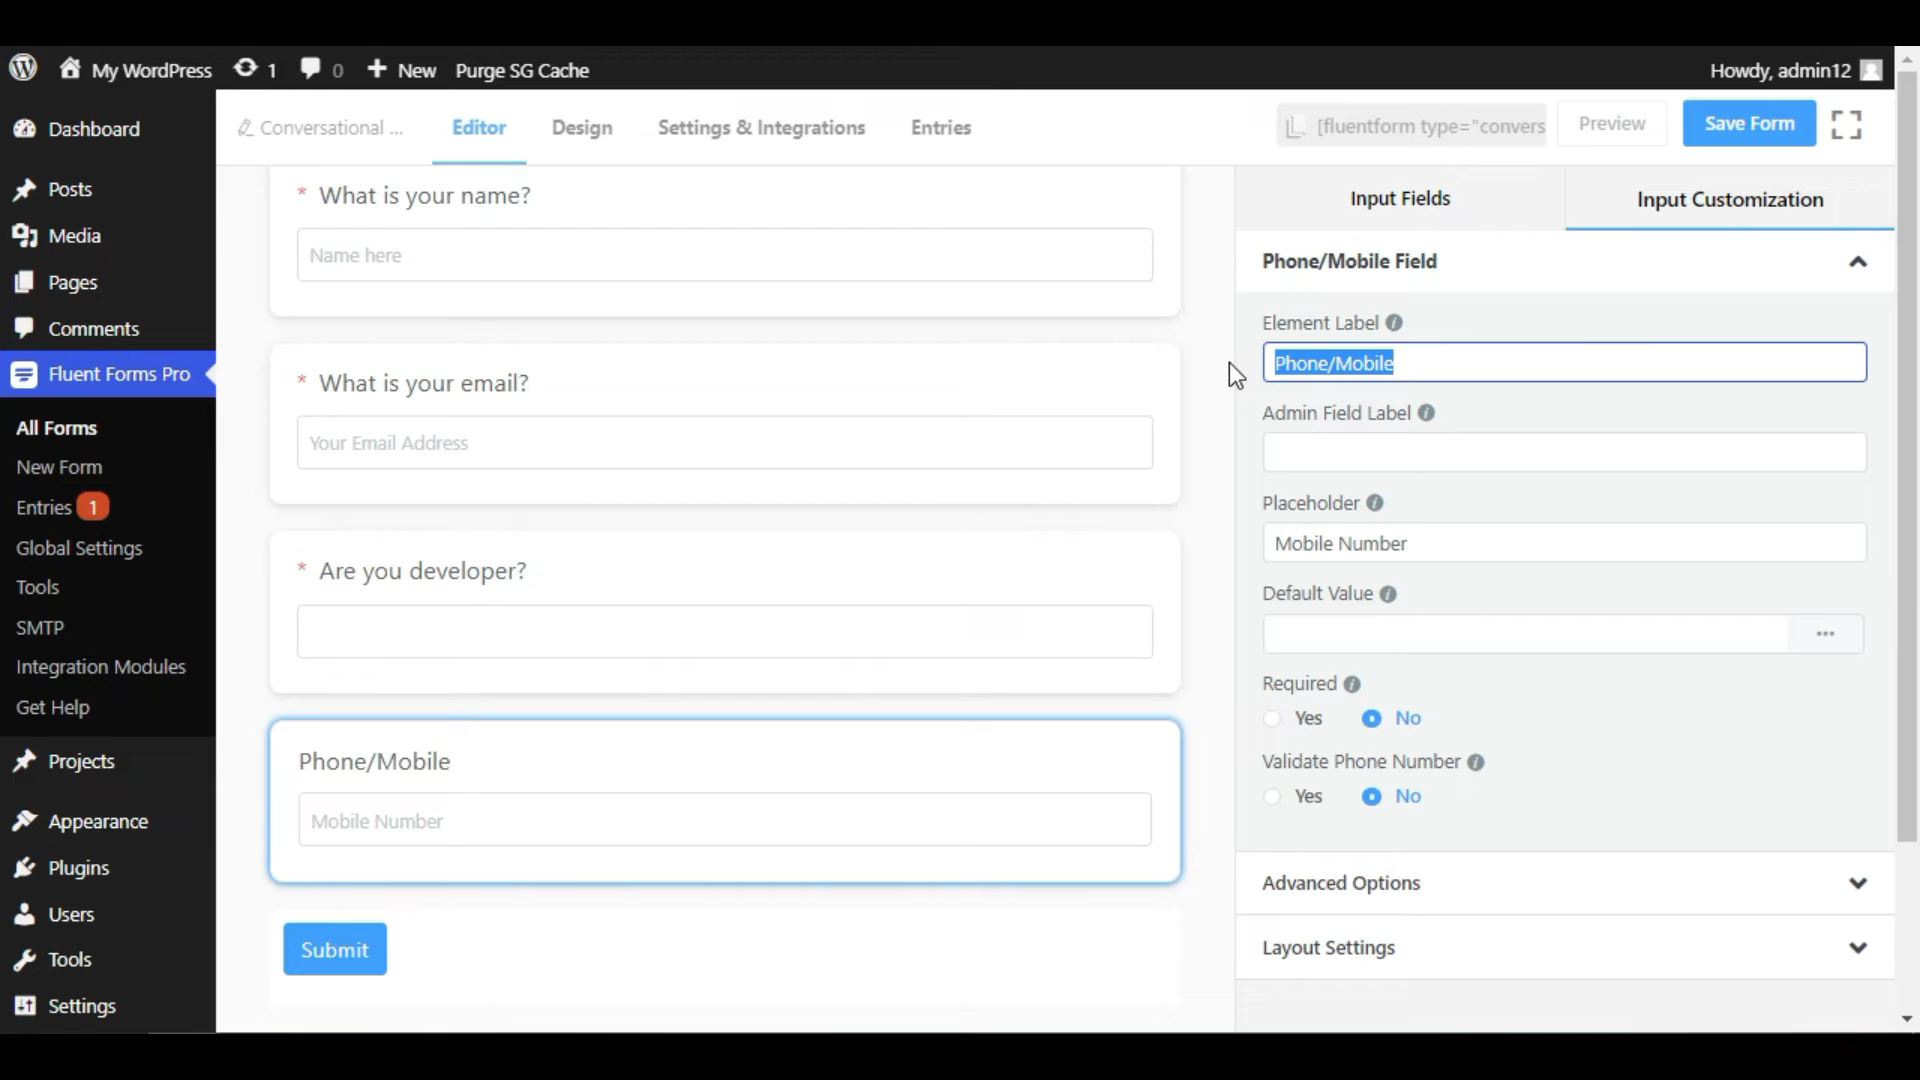 My WordPress 1 0 New Purge SG Cache Howdy, admin12
Dashboard
Posts
Media
Pages
Comments
Fluent Forms Pro
All Forms
New Form
Entries 1
Global Settings
Tools
SMTP
Integration Modules
Get Help
Projects
Appearance
Plugins
Users
Tools
Settings
Conversational ... Editor Design Settings & Integrations Entries [fluentform type="convers Preview Save Form
* What is your name?
Name here
* What is your email?
Your Email Address
* Are you developer?
Phone/Mobile
Mobile Number
Submit
Input Fields Input Customization
Phone/Mobile Field
Element Label
Phone/Mobile
Admin Field Label
Placeholder
Mobile Number
Default Value
...
Required
Yes No
Validate Phone Number
Yes No
Advanced Options
Layout Settings